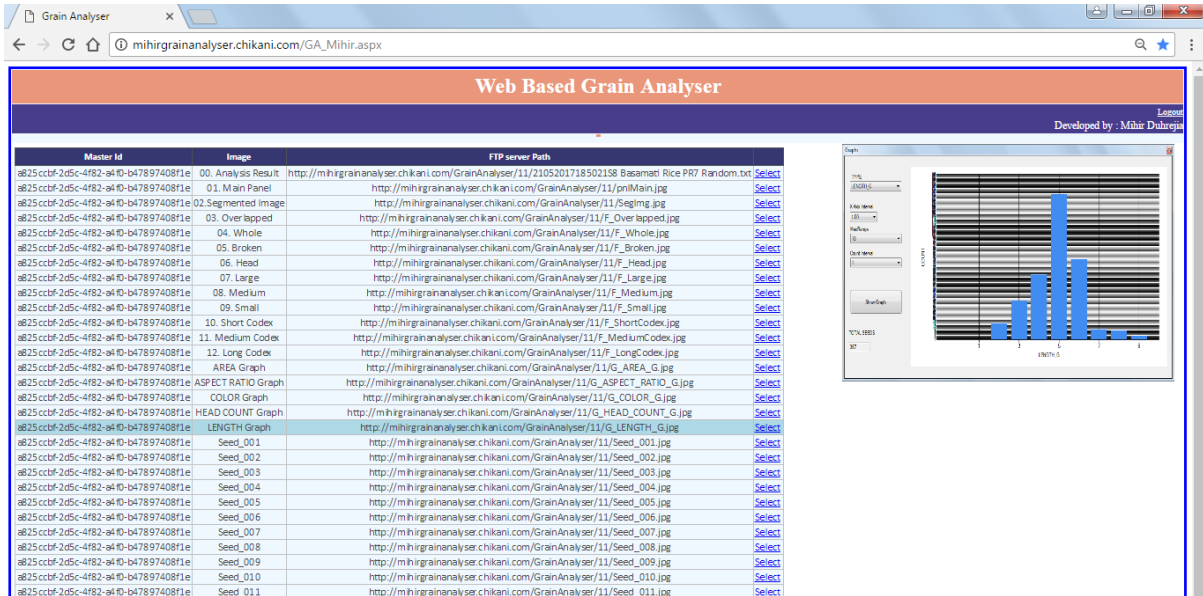 Grain Analyser
mihirgrainanalyser.chikani.com/GA_Mihir.aspx
Web Based Grain Analyser
Logout
Developed by : Mihir Duhrejia
Master Id Image FTP server Path
a825ccbf-2d5c-4f82-a4f0-b47897408f1e 00. Analysis Result http://mihirgrainanalyser.chikani.com/GrainAnalyser/11/21052017185021S8 Basamati Rice PR7 Random.txt Select
a825ccbf-2d5c-4f82-a4f0-b47897408f1e 01. Main Panel http://mihirgrainanalyser.chikani.com/GrainAnalyser/11/pnlMain.jpg Select
a825ccbf-2d5c-4f82-a4f0-b47897408f1e 02.Segmented Image http://mihirgrainanalyser.chikani.com/GrainAnalyser/11/SegImg.jpg Select
a825ccbf-2d5c-4f82-a4f0-b47897408f1e 03. Over lapped http://mihirgrainanalyser.chikani.com/GrainAnalyser/11/F_Over lapped.jpg Select
a825ccbf-2d5c-4f82-a4f0-b47897408f1e 04. Whole http://mihirgrainanalyser.chikani.com/GrainAnalyser/11/F_Whole.jpg Select
a825ccbf-2d5c-4f82-a4f0-b47897408f1e 05. Broken http://mihirgrainanalyser.chikani.com/GrainAnalyser/11/F_Broken.jpg Select
a825ccbf-2d5c-4f82-a4f0-b47897408f1e 06. Head http://mihirgrainanalyser.chikani.com/GrainAnalyser/11/F_Head.jpg Select
a825ccbf-2d5c-4f82-a4f0-b47897408f1e 07. Large http://mihirgrainanalyser.chikani.com/GrainAnalyser/11/F_Large.jpg Select
a825ccbf-2d5c-4f82-a4f0-b47897408f1e 08. Medium http://mihirgrainanalyser.chikani.com/GrainAnalyser/11/F_Medium.jpg Select
a825ccbf-2d5c-4f82-a4f0-b47897408f1e 09. Small http://mihirgrainanalyser.chikani.com/GrainAnalyser/11/F_Small.jpg Select
a825ccbf-2d5c-4f82-a4f0-b47897408f1e 10. Short Codex http://mihirgrainanalyser.chikani.com/GrainAnalyser/11/F_ShortCodex.jpg Select
a825ccbf-2d5c-4f82-a4f0-b47897408f1e 11. Medium Codex http://mihirgrainanalyser.chikani.com/GrainAnalyser/11/F_MediumCodex.jpg Select
a825ccbf-2d5c-4f82-a4f0-b47897408f1e 12. Long Codex http://mihirgrainanalyser.chikani.com/GrainAnalyser/11/F_LongCodex.jpg Select
a825ccbf-2d5c-4f82-a4f0-b47897408f1e AREA Graph http://mihirgrainanalyser.chikani.com/GrainAnalyser/11/G_AREA_G.jpg Select
a825ccbf-2d5c-4f82-a4f0-b47897408f1e ASPECT RATIO Graph http://mihirgrainanalyser.chikani.com/GrainAnalyser/11/G_ASPECT_RATIO_G.jpg Select
a825ccbf-2d5c-4f82-a4f0-b47897408f1e COLOR Graph http://mihirgrainanalyser.chikani.com/GrainAnalyser/11/G_COLOR_G.jpg Select
a825ccbf-2d5c-4f82-a4f0-b47897408f1e HEAD COUNT Graph http://mihirgrainanalyser.chikani.com/GrainAnalyser/11/G_HEAD_COUNT_G.jpg Select
a825ccbf-2d5c-4f82-a4f0-b47897408f1e LENGTH Graph http://mihirgrainanalyser.chikani.com/GrainAnalyser/11/G_LENGTH_G.jpg Select
a825ccbf-2d5c-4f82-a4f0-b47897408f1e Seed_001 http://mihirgrainanalyser.chikani.com/GrainAnalyser/11/Seed_001.jpg Select
a825ccbf-2d5c-4f82-a4f0-b47897408f1e Seed_002 http://mihirgrainanalyser.chikani.com/GrainAnalyser/11/Seed_002.jpg Select
a825ccbf-2d5c-4f82-a4f0-b47897408f1e Seed_003 http://mihirgrainanalyser.chikani.com/GrainAnalyser/11/Seed_003.jpg Select
a825ccbf-2d5c-4f82-a4f0-b47897408f1e Seed_004 http://mihirgrainanalyser.chikani.com/GrainAnalyser/11/Seed_004.jpg Select
a825ccbf-2d5c-4f82-a4f0-b47897408f1e Seed_005 http://mihirgrainanalyser.chikani.com/GrainAnalyser/11/Seed_005.jpg Select
a825ccbf-2d5c-4f82-a4f0-b47897408f1e Seed_006 http://mihirgrainanalyser.chikani.com/GrainAnalyser/11/Seed_006.jpg Select
a825ccbf-2d5c-4f82-a4f0-b47897408f1e Seed_007 http://mihirgrainanalyser.chikani.com/GrainAnalyser/11/Seed_007.jpg Select
a825ccbf-2d5c-4f82-a4f0-b47897408f1e Seed_008 http://mihirgrainanalyser.chikani.com/GrainAnalyser/11/Seed_008.jpg Select
a825ccbf-2d5c-4f82-a4f0-b47897408f1e Seed_009 http://mihirgrainanalyser.chikani.com/GrainAnalyser/11/Seed_009.jpg Select
a825ccbf-2d5c-4f82-a4f0-b47897408f1e Seed_010 http://mihirgrainanalyser.chikani.com/GrainAnalyser/11/Seed_010.jpg Select
a825ccbf-2d5c-4f82-a4f0-b47897408f1e Seed_011 http://mihirgrainanalyser.chikani.com/GrainAnalyser/11/Seed_011.jpg Select
Graphs
TYPE
LENGTH_G
X Axis Interval
Count Interval
Show Graph
TOTAL SEEDS
COUNT
LENGTH_G